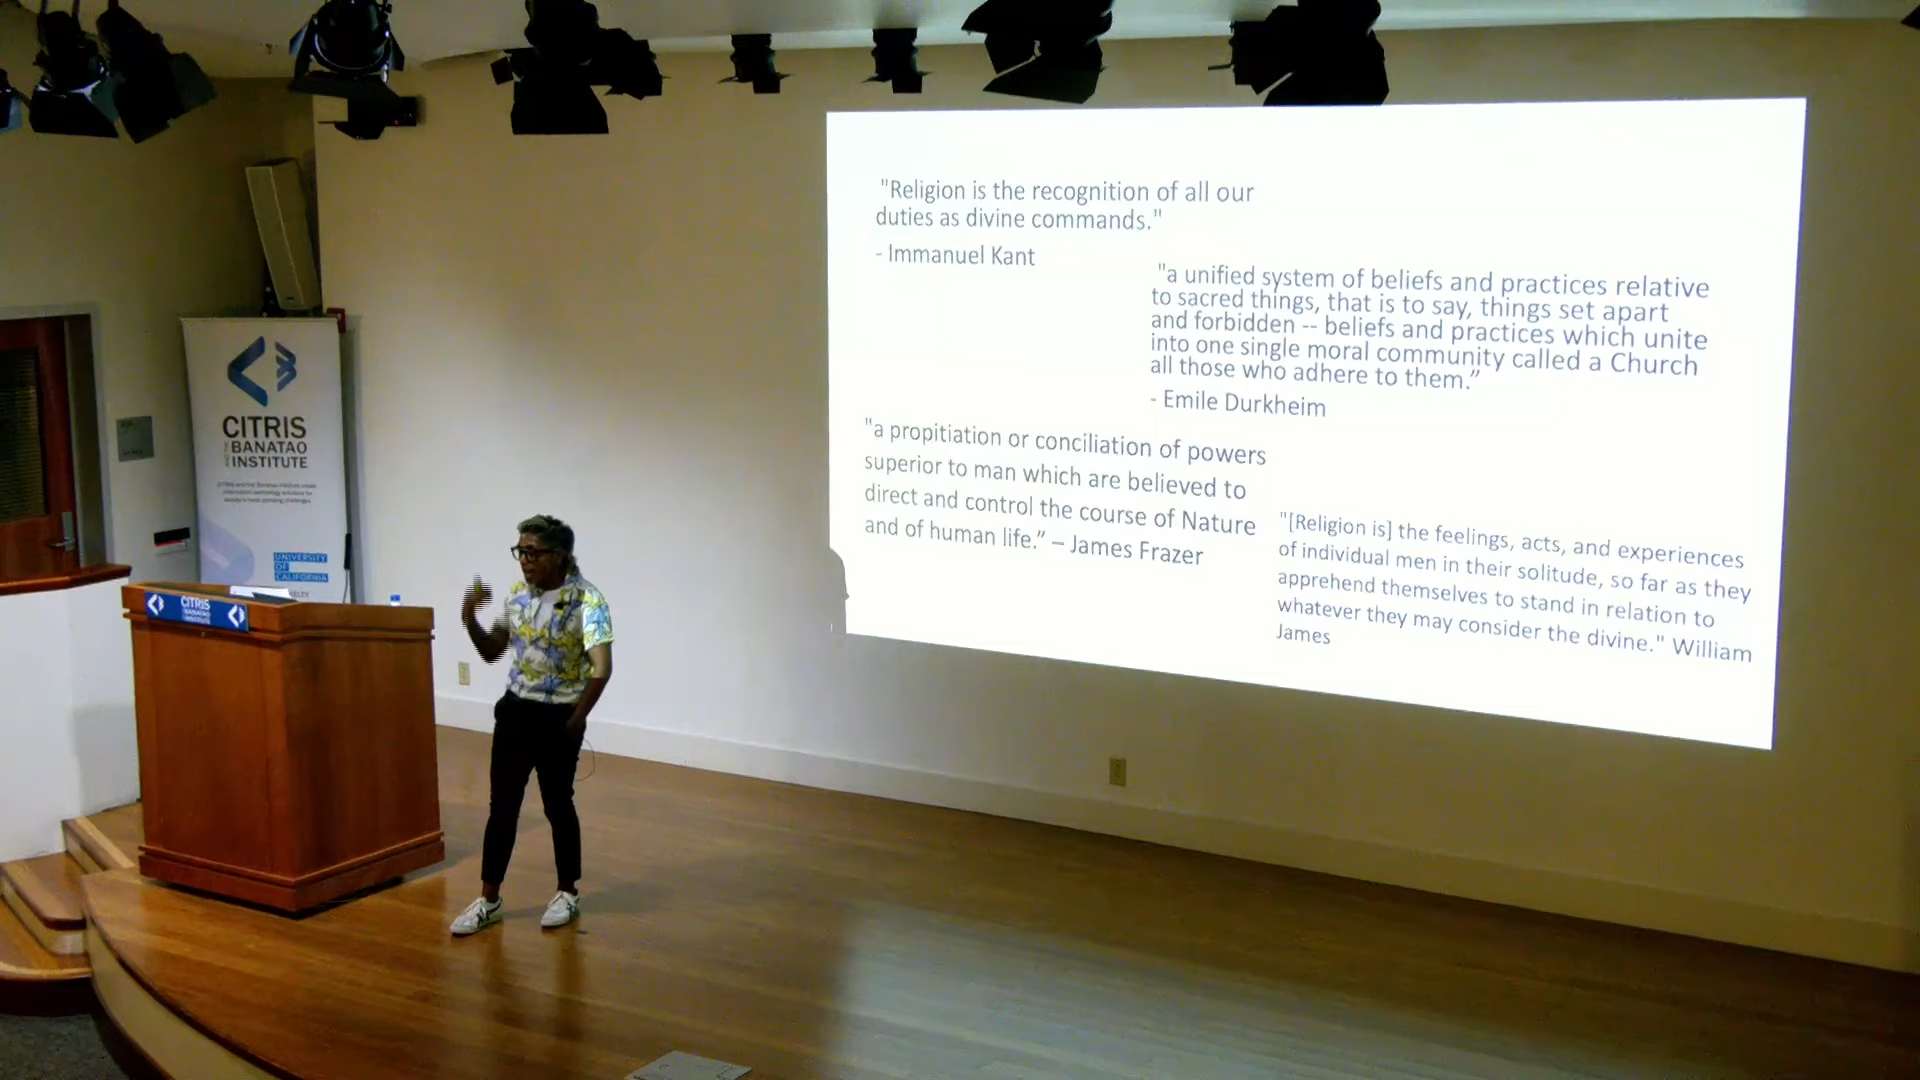 "Religion is the recognition of all our
duties as divine commands."
- Immanuel Kant
"a unified system of beliefs and practices relative
to sacred things, that is to say, things set apart
and forbidden -- beliefs and practices which unite
into one single moral community called a Church
all those who adhere to them.”
- Emile Durkheim
"a propitiation or conciliation of powers
superior to man which are believed to
direct and control the course of Nature
and of human life.” – James Frazer
"[Religion is] the feelings, acts, and experiences
of individual men in their solitude, so far as they
apprehend themselves to stand in relation to
whatever they may consider the divine." William
James
CITRIS
AND THE BANATAO
INSTITUTE
UNIVERSITY
OF
CALIFORNIA
CITRIS
BANATAO
INSTITUTE